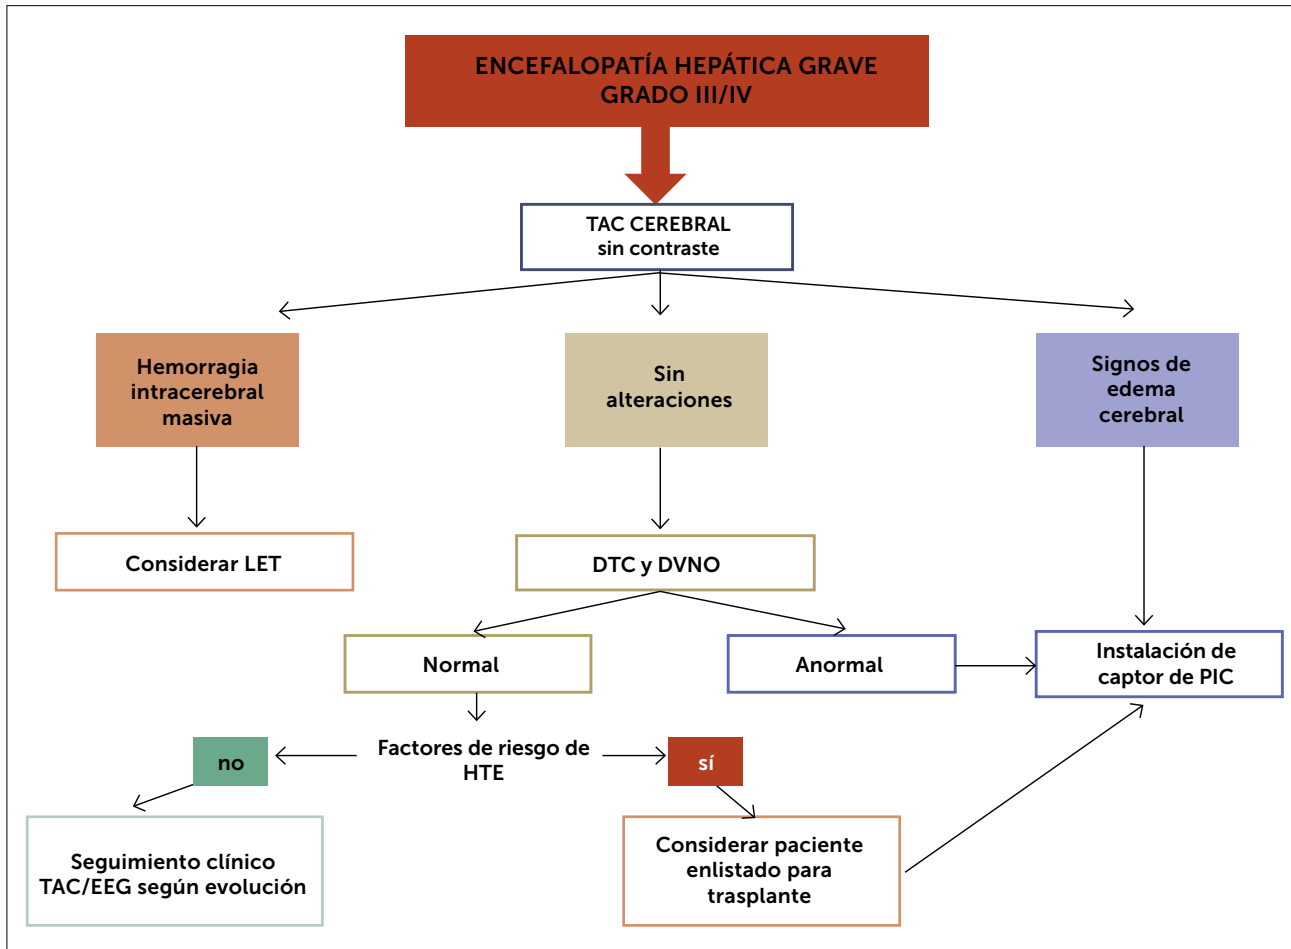 ENCEFALOPATÍA HEPÁTICA GRAVE
GRADO III/IV
TAC CEREBRAL
sin contraste
Hemorragia
intracerebral
masiva
Sin
alteraciones
Signos de
edema
cerebral
Considerar LET
DTC y DVNO
Normal
Anormal
Instalación de
captor de PIC
no
Factores de riesgo de
HTE
sí
Seguimiento clínico
TAC/EEG según evolución
Considerar paciente
enlistado para
trasplante